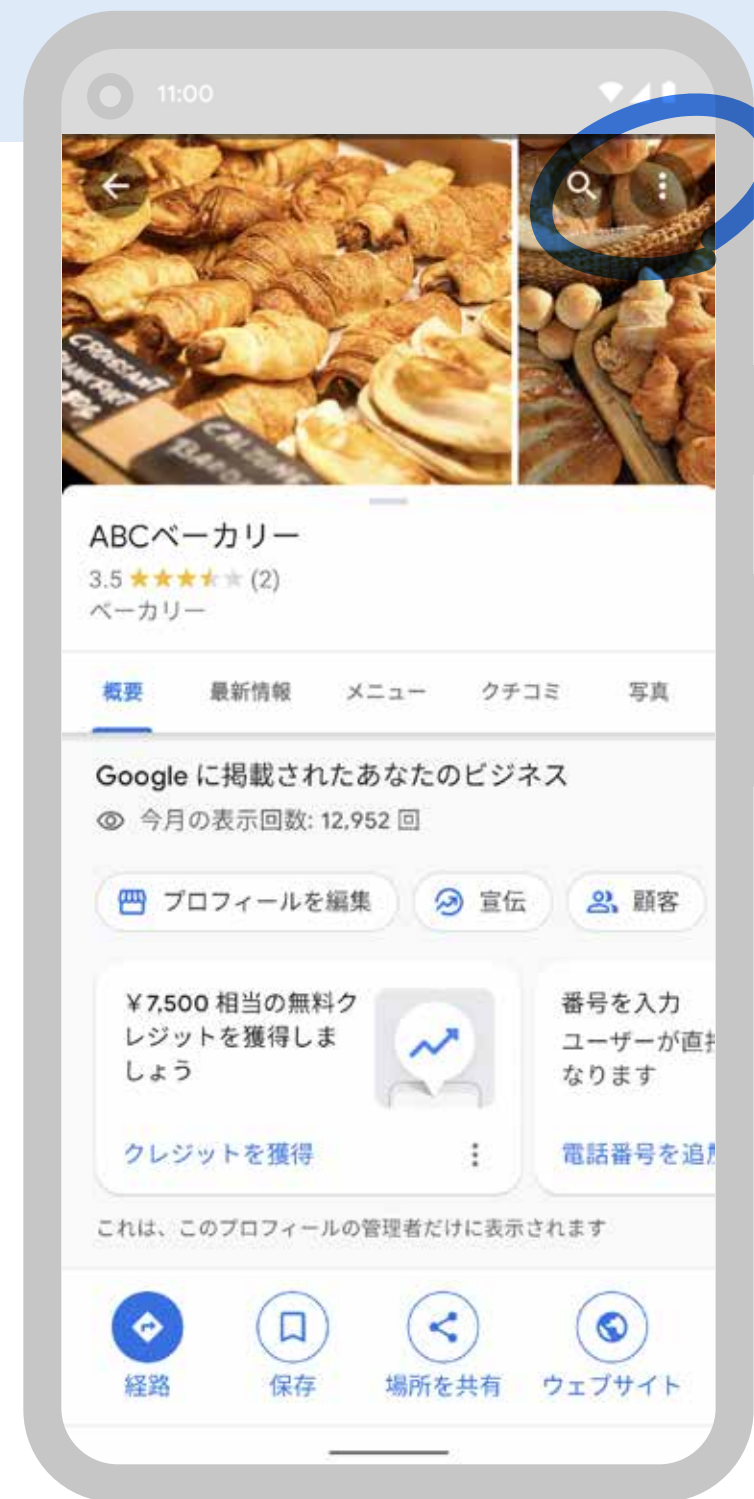 11:00
CROISSANT
ABCベーカリー
3.5 (2)
ベーカリー
概要 最新情報 メニュー クチコミ 写真
Google に掲載されたあなたのビジネス
今月の表示回数: 12,952 回
プロフィールを編集 宣伝 顧客
¥7,500 相当の無料ク
レジットを獲得しま
しょう
クレジットを獲得
番号を入力
ユーザーが直接
なります
電話番号を追加
これは、このプロフィールの管理者だけに表示されます
経路 保存 場所を共有 ウェブサイト